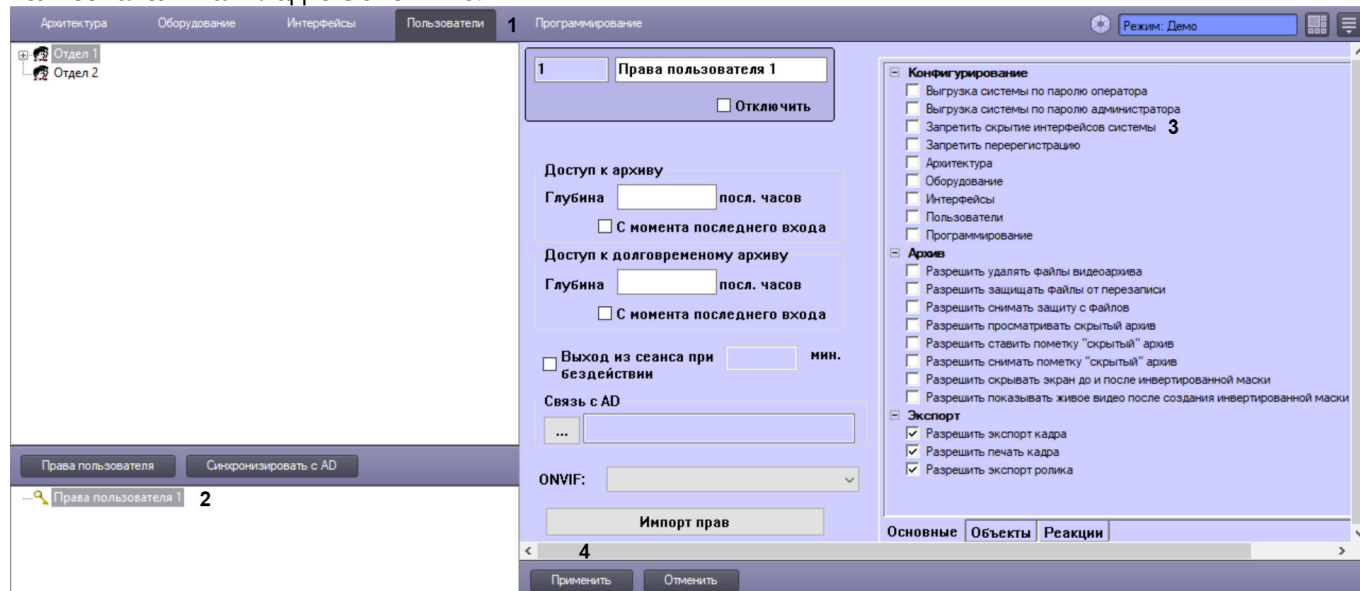 Архитектура Оборудование Интерфейсы Пользователи 1 Программирование Режим: Демо
Отдел 1
Отдел 2
Права пользователя Синхронизировать с AD
Права пользователя 1 2
1 Права пользователя 1
Отключить
Доступ к архиву
Глубина посл. часов
С момента последнего входа
Доступ к долговременому архиву
Глубина посл. часов
С момента последнего входа
Выход из сеанса при мин.
бездействии
Связь с AD
...
ONVIF:
Импорт прав
4
Применить Отменить
Конфигурирование
Выгрузка системы по паролю оператора
Выгрузка системы по паролю администратора
Запретить скрытие интерфейсов системы 3
Запретить перерегистрацию
Архитектура
Оборудование
Интерфейсы
Пользователи
Программирование
Архив
Разрешить удалять файлы видеоархива
Разрешить защищать файлы от перезаписи
Разрешить снимать защиту с файлов
Разрешить просматривать скрытый архив
Разрешить ставить пометку "скрытый" архив
Разрешить снимать пометку "скрытый" архив
Разрешить скрывать экран до и после инвертированной маски
Разрешить показывать живое видео после создания инвертированной маски
Экспорт
Разрешить экспорт кадра
Разрешить печать кадра
Разрешить экспорт ролика
Основные Объекты Реакции